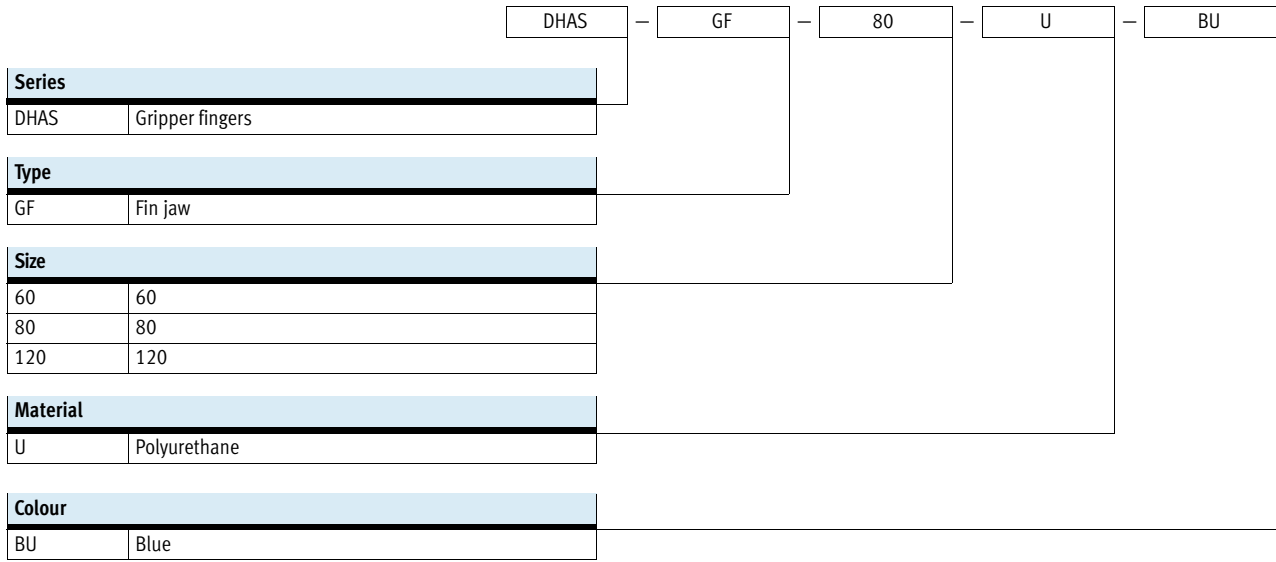 DHAS — GF — 80 — U — BU
Series
DHAS Gripper fingers
Type
GF Fin jaw
Size
60 60
80 80
120 120
Material
U Polyurethane
Colour
BU Blue